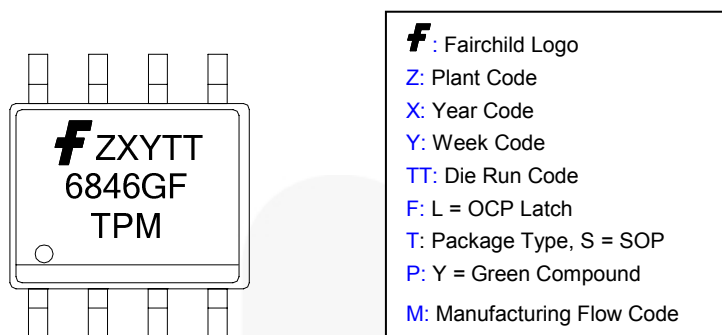 ZXYTT
6846GF
TPM
: Fairchild Logo
Z: Plant Code
X: Year Code
Y: Week Code
TT: Die Run Code
F: L = OCP Latch
T: Package Type, S = SOP
P: Y = Green Compound
M: Manufacturing Flow Code